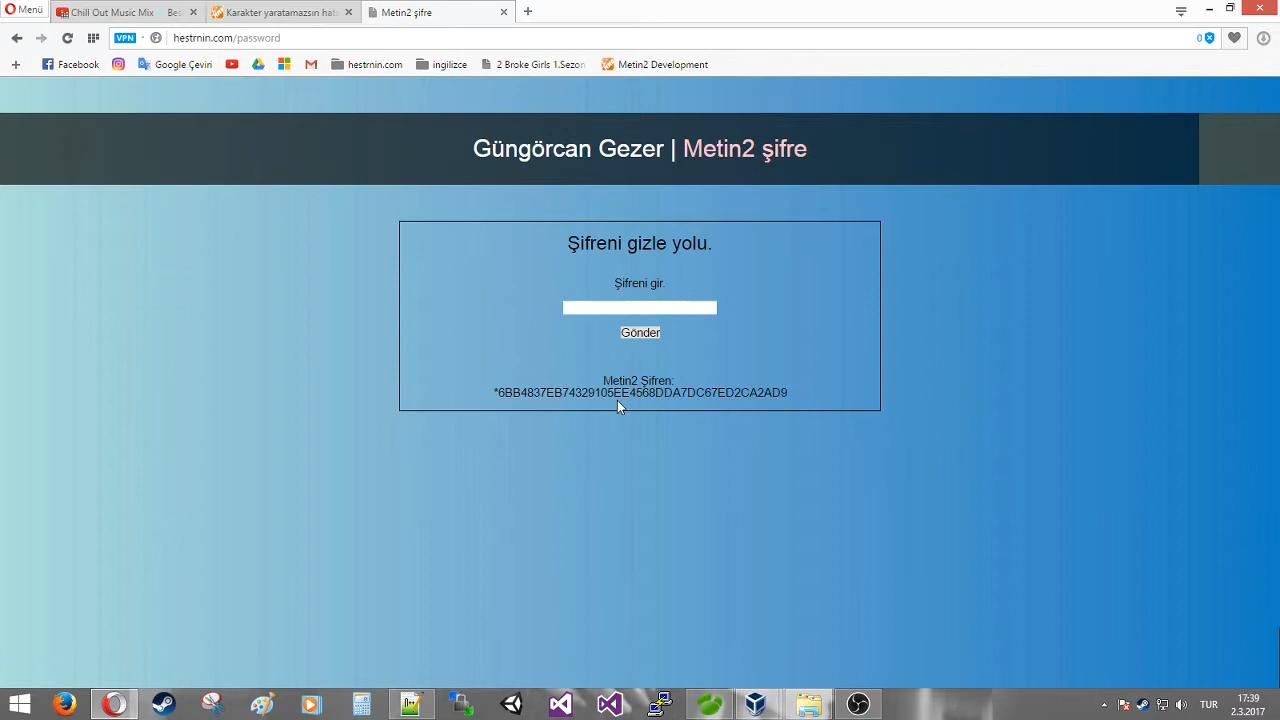 Menü
Chill Out Music Mix
Bes
Karakter yaratamazsın hat
Metin2 şifre
VPN
hestrnin.com/password
0
Facebook
Google Çeviri
hestrnin.com
ingilizce
2 Broke Girls 1.Sezon
Metin2 Development
Güngörcan Gezer | Metin2 şifre
Şifreni gizle yolu.
Şifreni gir.
Gönder
Metin2 Şifren:
*6BB4837EB74329105EE4568DDA7DC67ED2CA2AD9
TUR
17:39
2.3.2017